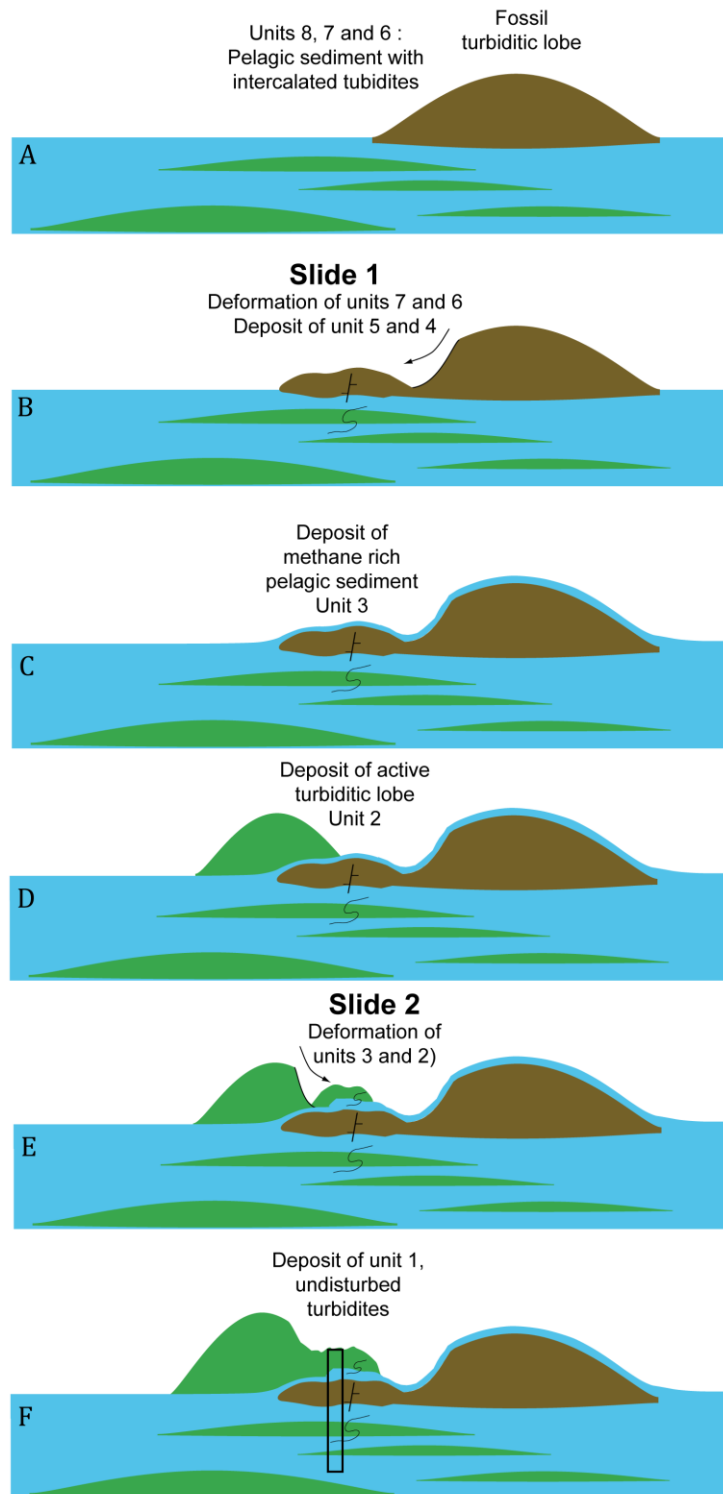 Units 8, 7 and 6 :
Pelagic sediment with
intercalated tubidites
Fossil
turbiditic lobe
A
Slide 1
Deformation of units 7 and 6
Deposit of unit 5 and 4
B
Deposit of
methane rich
pelagic sediment
Unit 3
C
Deposit of active
turbiditic lobe
Unit 2
D
Slide 2
Deformation of
units 3 and 2)
E
Deposit of unit 1,
undisturbed
turbidites
F